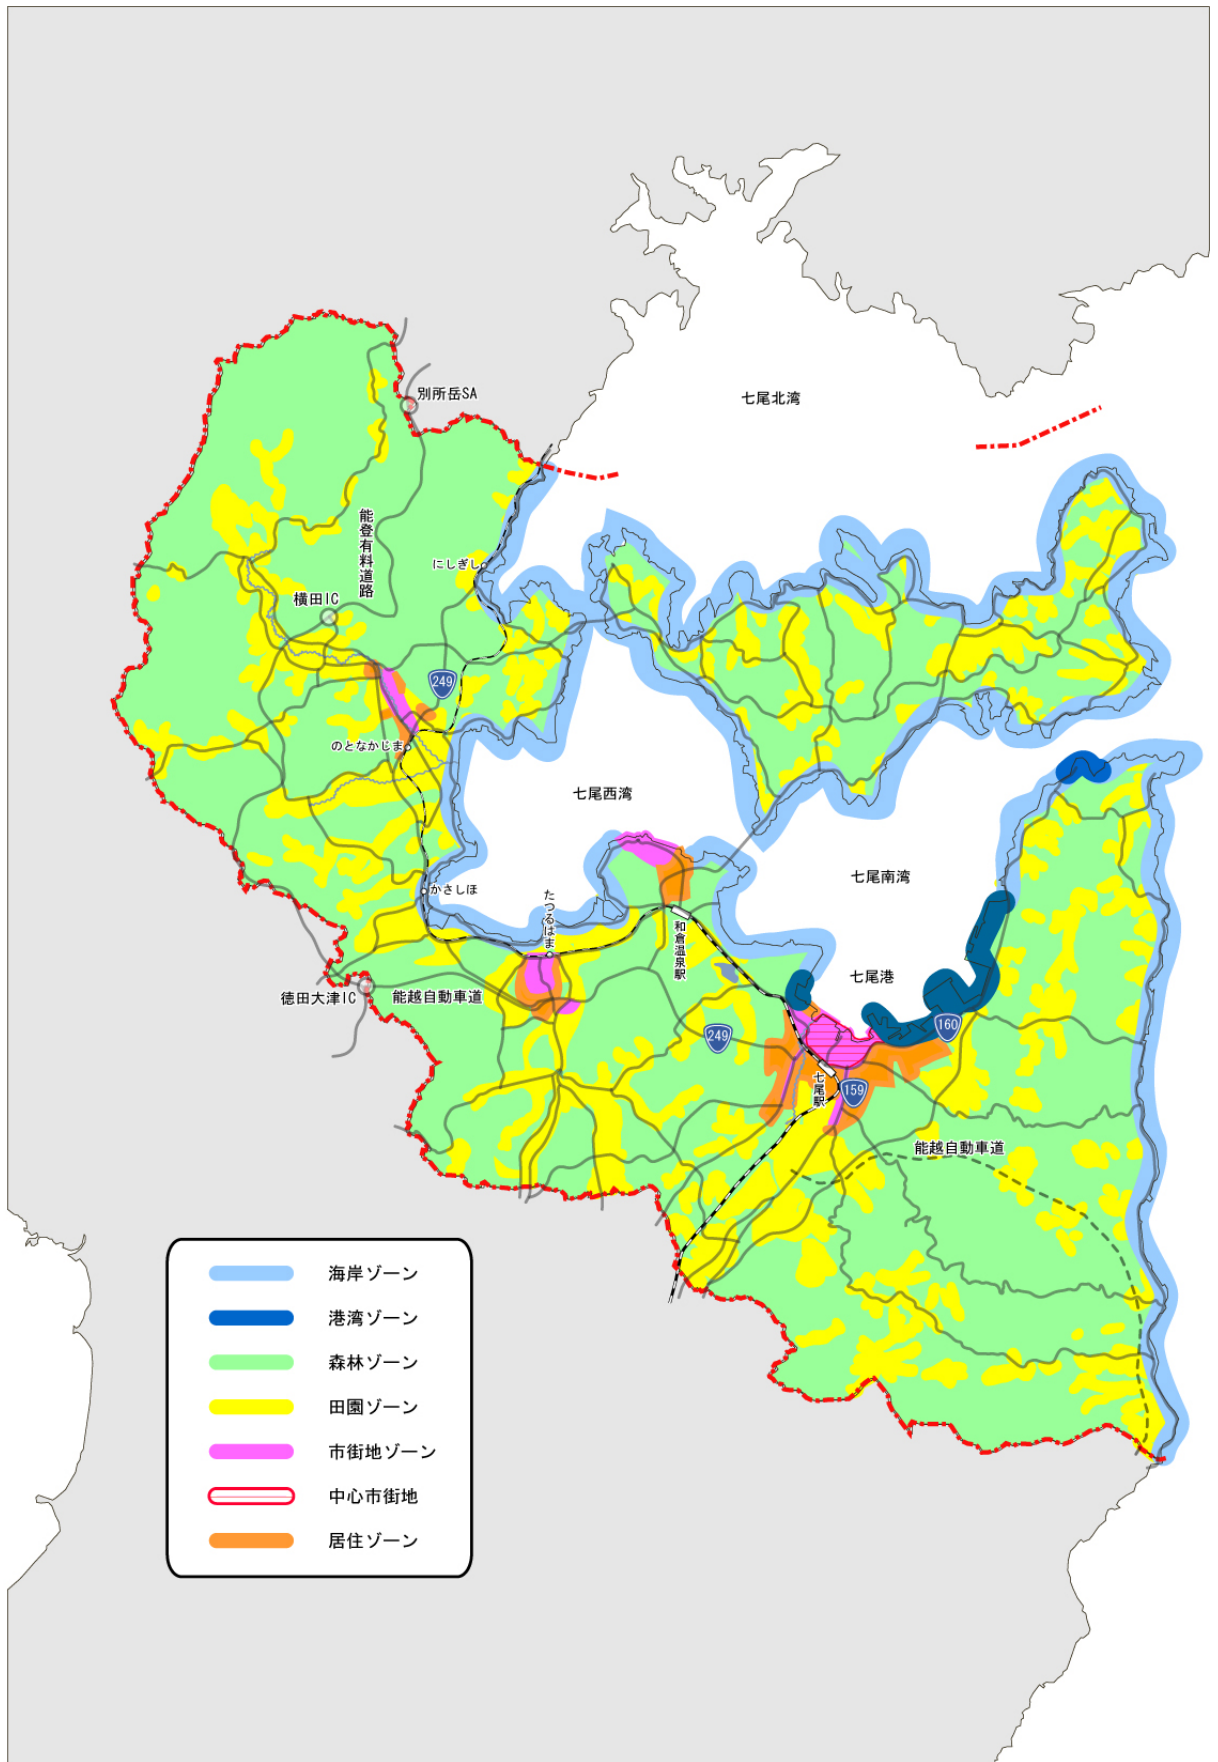 七尾北湾
別所岳SA
能登有料道路
にしぎし
横田IC
249
のとなかじま
七尾西湾
七尾南湾
かさしほ
たつるはま
和倉温泉駅
七尾港
徳田大津IC
能越自動車道
249
160
七尾駅
159
能越自動車道
海岸ゾーン
港湾ゾーン
森林ゾーン
田園ゾーン
市街地ゾーン
中心市街地
居住ゾーン